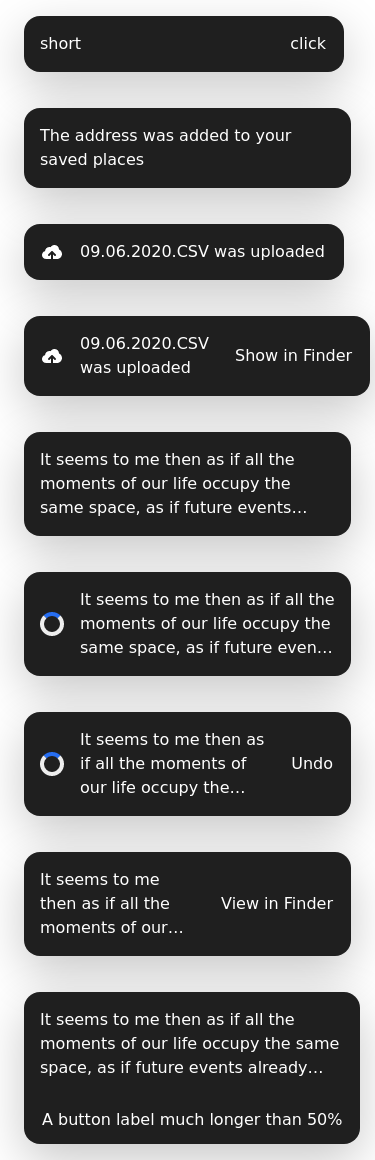 short click
The address was added to your
saved places
09.06.2020.CSV was uploaded
09.06.2020.CSV
was uploaded
Show in Finder
It seems to me then as if all the
moments of our life occupy the
same space, as if future events…
It seems to me then as if all the
moments of our life occupy the
same space, as if future even…
It seems to me then as
if all the moments of
our life occupy the…
Undo
It seems to me
then as if all the
moments of our…
View in Finder
It seems to me then as if all the
moments of our life occupy the same
space, as if future events already…
A button label much longer than 50%